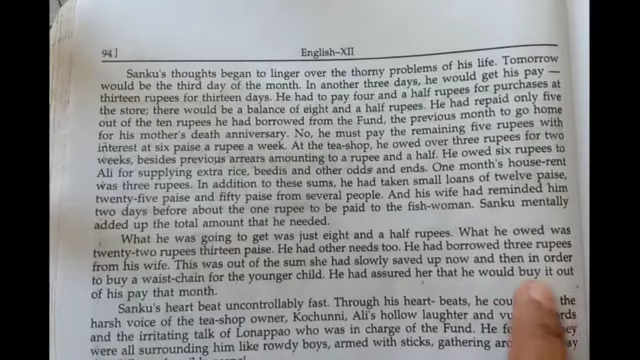 94]
English–XII
Sanku's thoughts began to linger over the thorny problems of his life. Tomorrow
would be the third day of the month. In another three days, he would get his pay —
thirteen rupees for thirteen days. He had to pay four and a half rupees for purchases at
the store; there would be a balance of eight and a half rupees. He had repaid only five
out of the ten rupees he had borrowed from the Fund, the previous month to go home
for his mother's death anniversary. No, he must pay the remaining five rupees with
interest at six paise a rupee a week. At the tea-shop, he owed over three rupees for two
weeks, besides previous arrears amounting to a rupee and a half. He owed six rupees to
Ali for supplying extra rice, beedis and other odds and ends. One month's house-rent
was three rupees. In addition to these sums, he had taken small loans of twelve paise,
twenty-five paise and fifty paise from several people. And his wife had reminded him
two days before about the one rupee to be paid to the fish-woman. Sanku mentally
added up the total amount that he needed.
What he was going to get was just eight and a half rupees. What he owed was
twenty-two rupees thirteen paise. He had other needs too. He had borrowed three rupees
from his wife. This was out of the sum she had slowly saved up now and then in order
to buy a waist-chain for the younger child. He had assured her that he would buy it out
of his pay that month.
Sanku's heart beat uncontrollably fast. Through his heart- beats, he the
harsh voice of the tea-shop owner, Kochunni, Ali's hollow laughter and
and the irritating talk of Lonappao who was in charge of the Fund. He
were all surrounding him like rowdy boys, armed with sticks, gathering